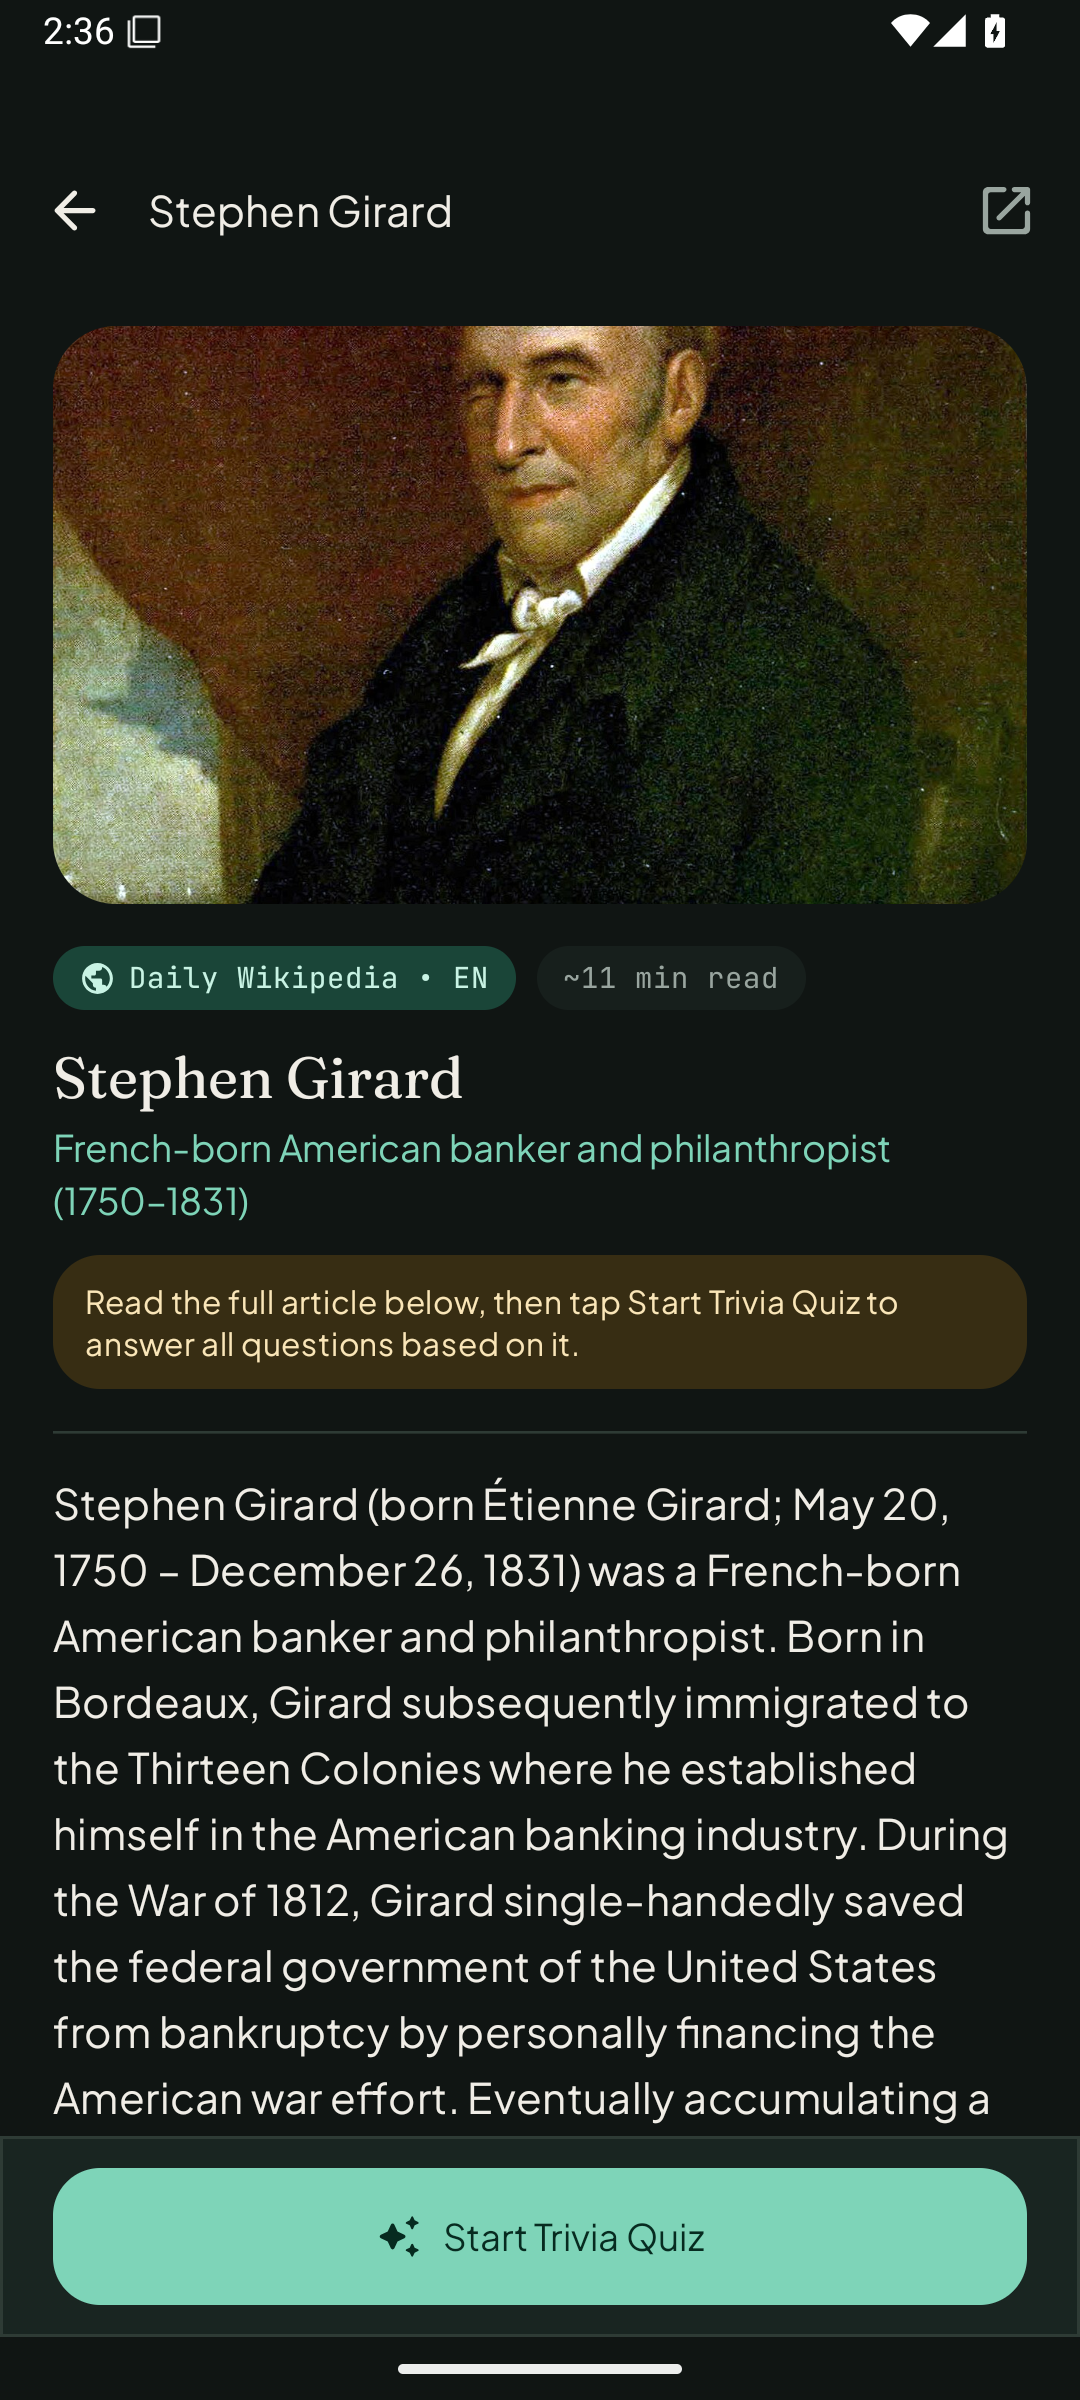 2:36
Stephen Girard
Daily Wikipedia • EN
~11 min read
Stephen Girard
French-born American banker and philanthropist
(1750–1831)
Read the full article below, then tap Start Trivia Quiz to
answer all questions based on it.
Stephen Girard (born Étienne Girard; May 20,
1750 – December 26, 1831) was a French-born
American banker and philanthropist. Born in
Bordeaux, Girard subsequently immigrated to
the Thirteen Colonies where he established
himself in the American banking industry. During
the War of 1812, Girard single-handedly saved
the federal government of the United States
from bankruptcy by personally financing the
American war effort. Eventually accumulating a
Start Trivia Quiz